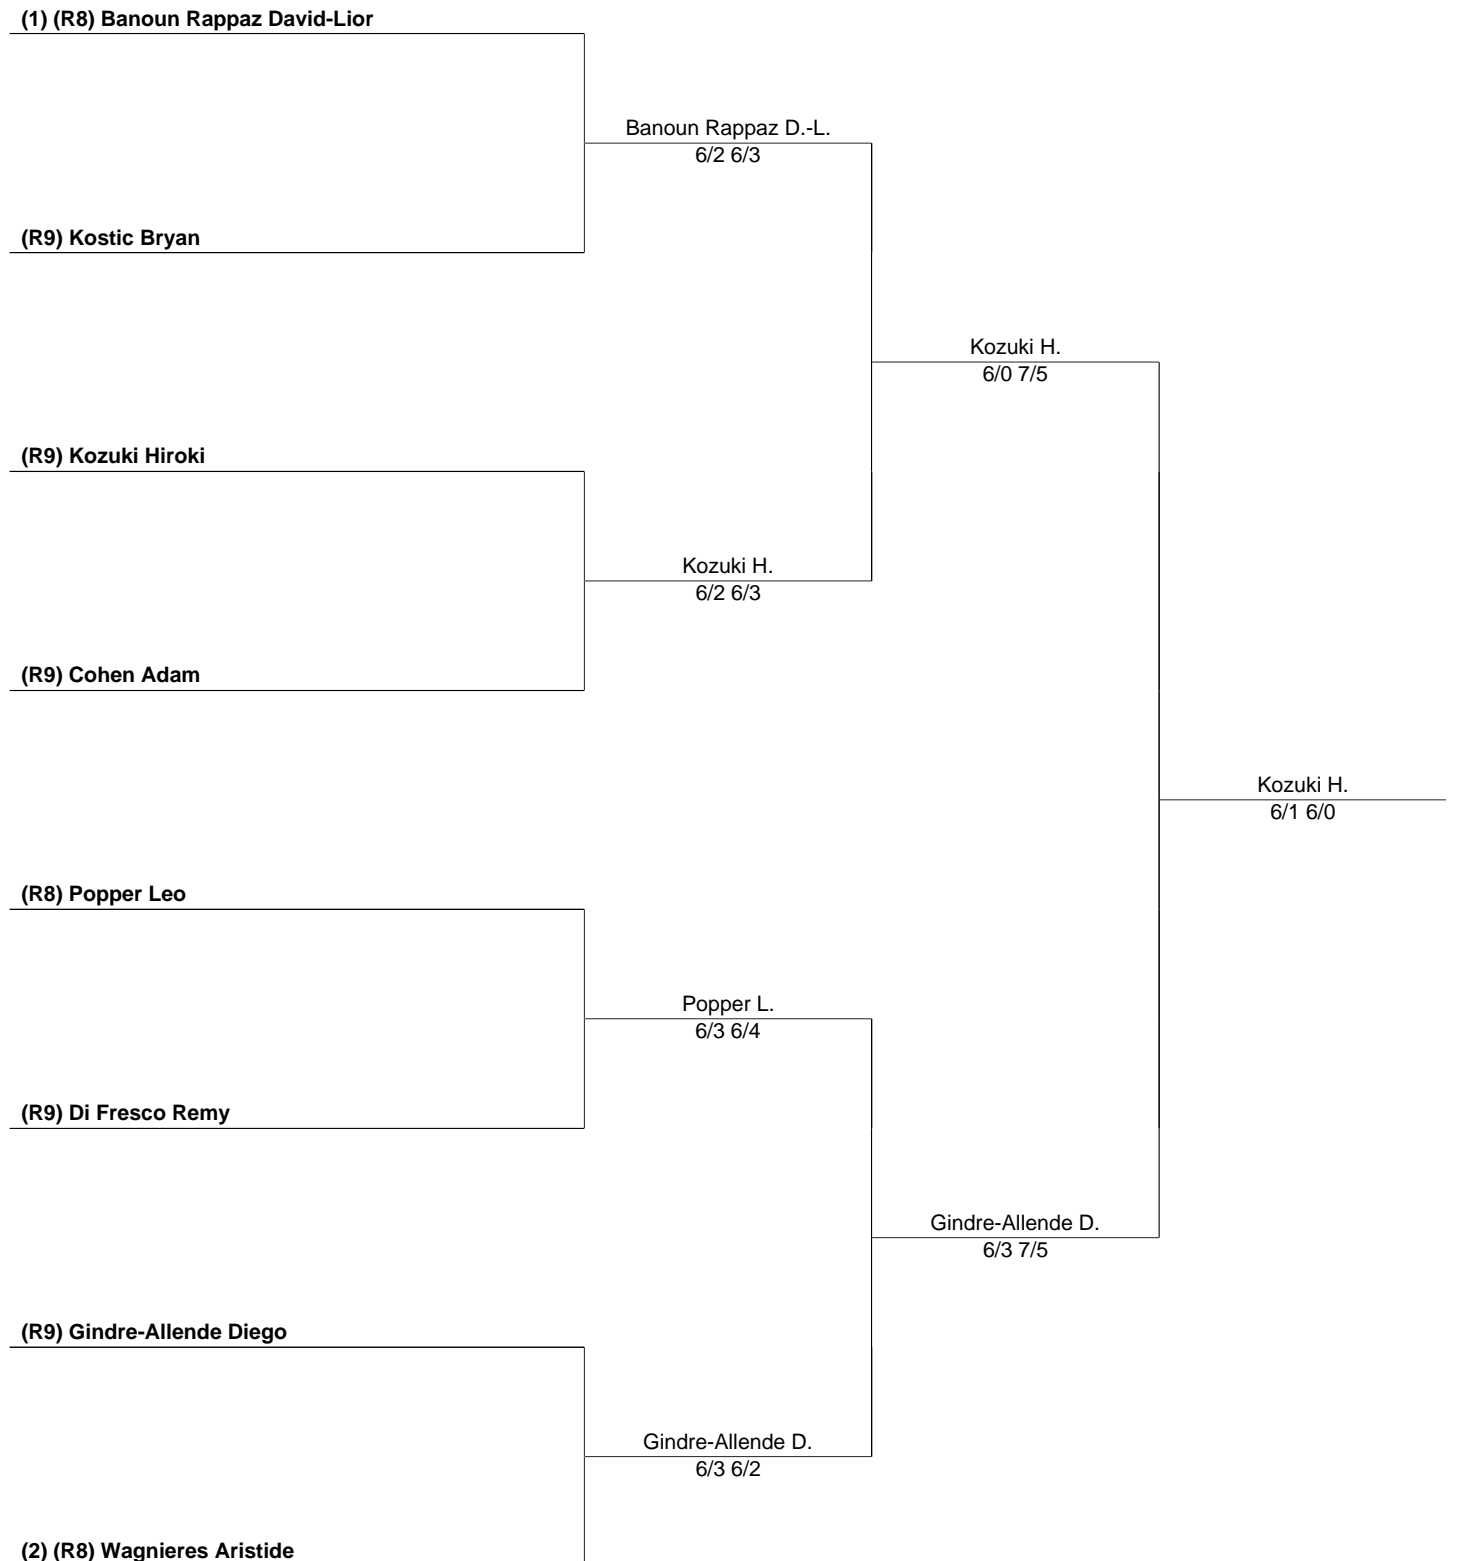 (1) (R8) Banoun Rappaz David-Lior
Banoun Rappaz D.-L.
6/2 6/3
(R9) Kostic Bryan
Kozuki H.
6/0 7/5
(R9) Kozuki Hiroki
Kozuki H.
6/2 6/3
(R9) Cohen Adam
Kozuki H.
6/1 6/0
(R8) Popper Leo
Popper L.
6/3 6/4
(R9) Di Fresco Remy
Gindre-Allende D.
6/3 7/5
(R9) Gindre-Allende Diego
Gindre-Allende D.
6/3 6/2
(2) (R8) Wagnieres Aristide